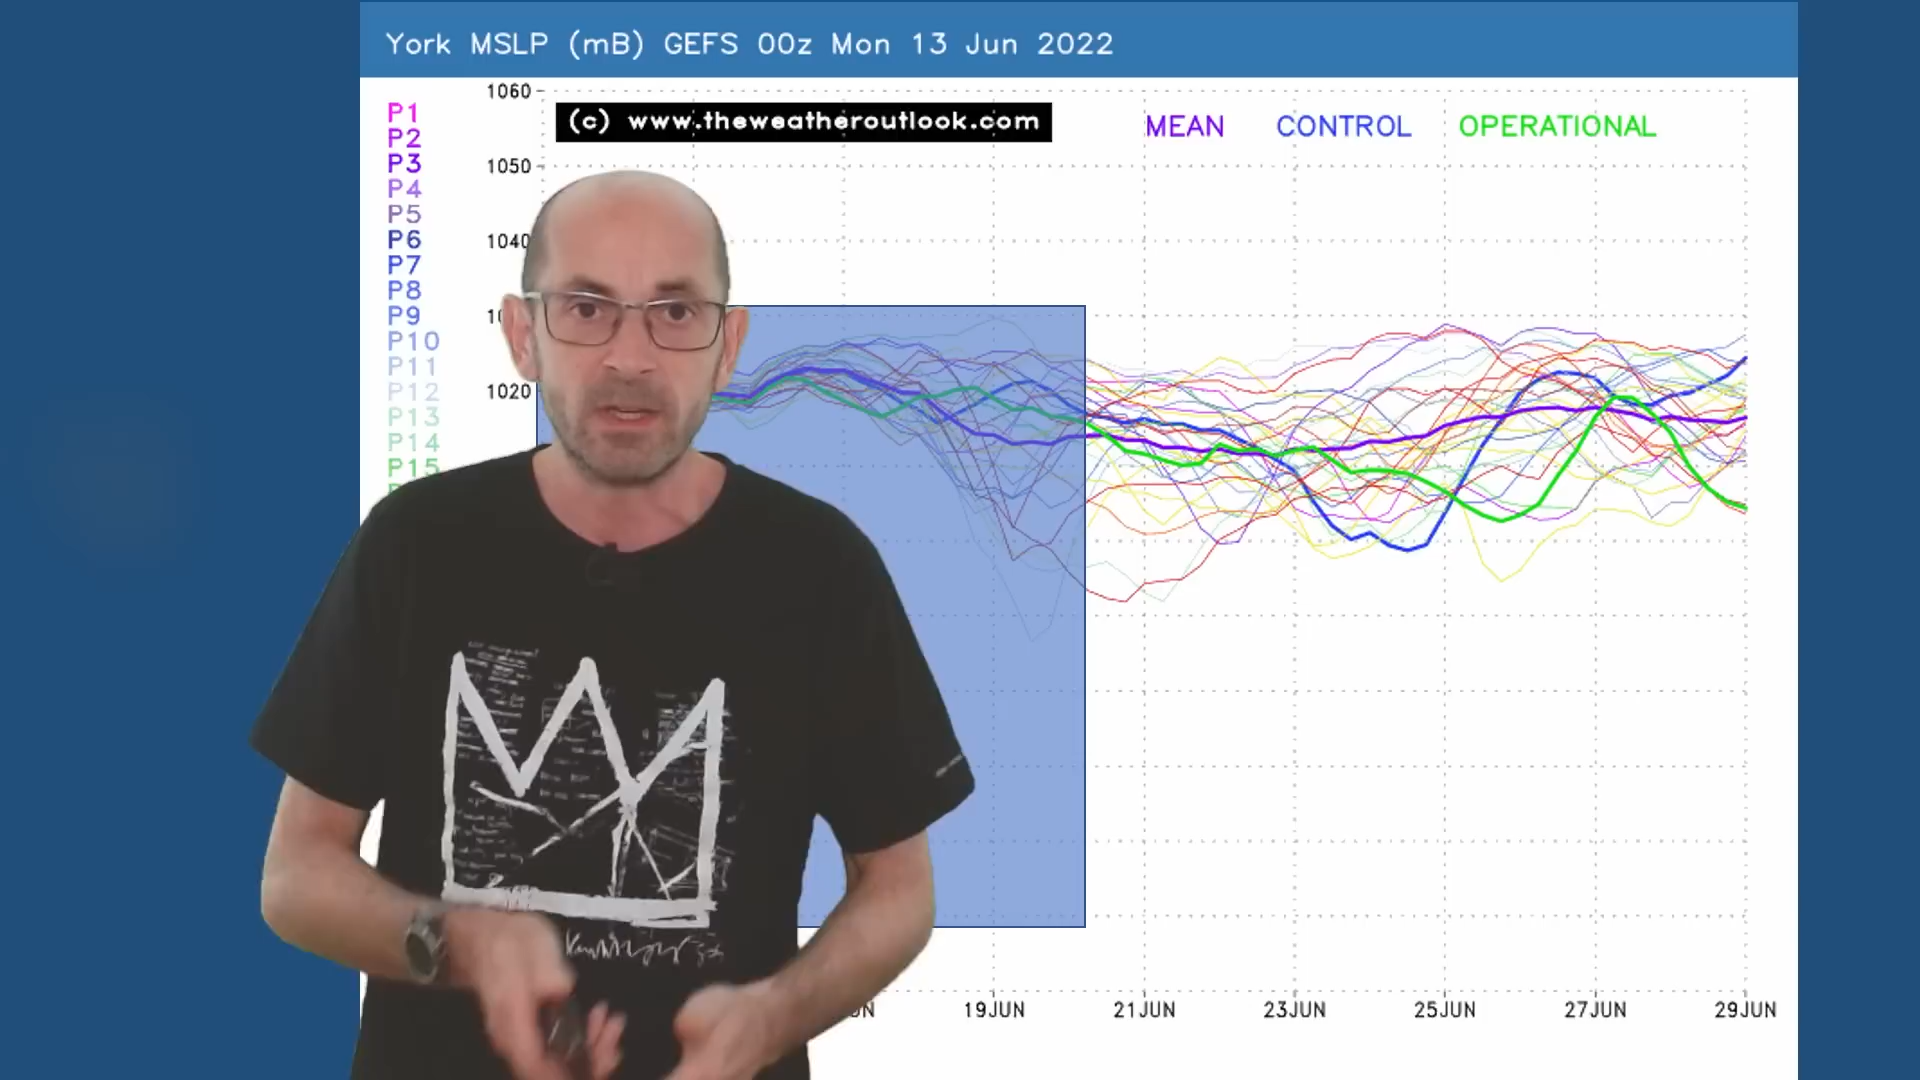 York MSLP (mB) GEFS 00z Mon 13 Jun 2022
1060
(c) www.theweatheroutlook.com
MEAN CONTROL OPERATIONAL
P1
P2
P3
P4
P5
P6
P7
P8
P9
P10
P11
P12
P13
P14
P15
1050
1040
1020
19JUN 21JUN 23JUN 25JUN 27JUN 29JUN